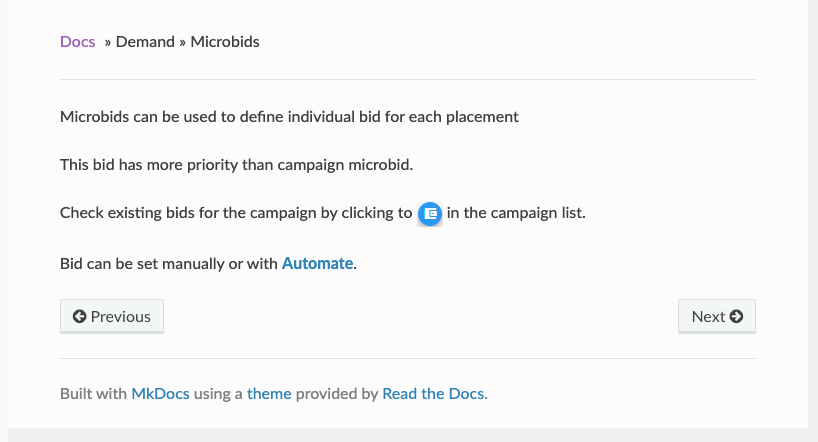 Docs » Demand » Microbids
Microbids can be used to define individual bid for each placement
This bid has more priority than campaign microbid.
Check existing bids for the campaign by clicking to in the campaign list.
Bid can be set manually or with Automate.
Previous
Next
Built with MkDocs using a theme provided by Read the Docs.